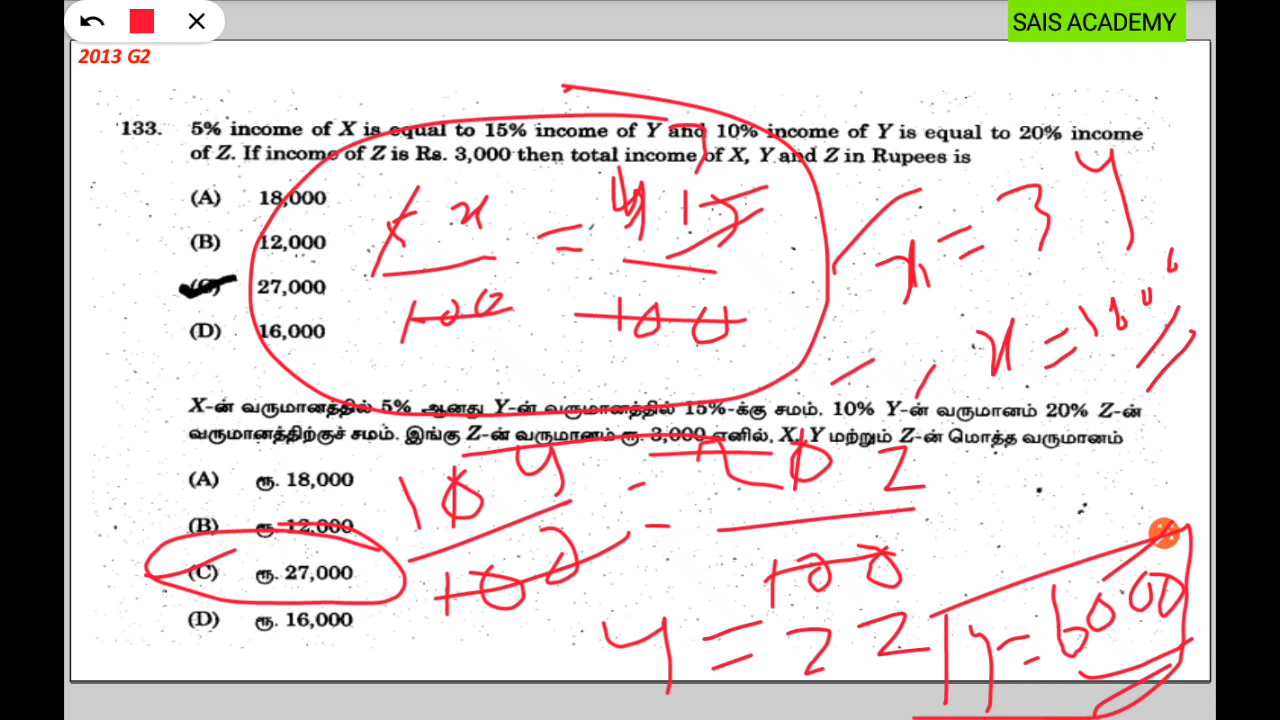 SAIS ACADEMY
2013 G2
133. 5% income of X is equal to 15% income of Y and 10% income of Y is equal to 20% income
of Z. If income of Z is Rs. 3,000 then total income of X, Y and Z in Rupees is
(A) 18,000
(B) 12,000
(C) 27,000
(D) 16,000
x = 3y
X-ன் வருமானத்தில் 5% ஆனது Y-ன் வருமானத்தில் 15%-க்கு சமம். 10% Y-ன் வருமானம் 20% Z-ன்
வருமானத்திற்குச் சமம். இங்கு Z-ன் வருமானம் ரூ. 3,000 எனில், X, Y மற்றும் Z-ன் மொத்த வருமானம்
(A) ரூ. 18,000
(B) ரூ. 12,000
(C) ரூ. 27,000
(D) ரூ. 16,000
10 y = 20 z
100 100
y = 2z
y = 6000